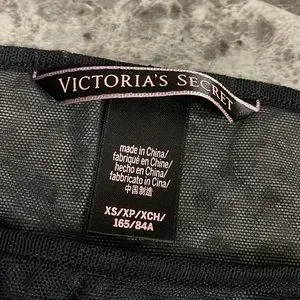 VICTORIA'S SECRET
made in China/
fabriqué en Chine/
hecho en China/
fabbricato in Cina/
中国制造
XS/XP/XCH/
165/84A